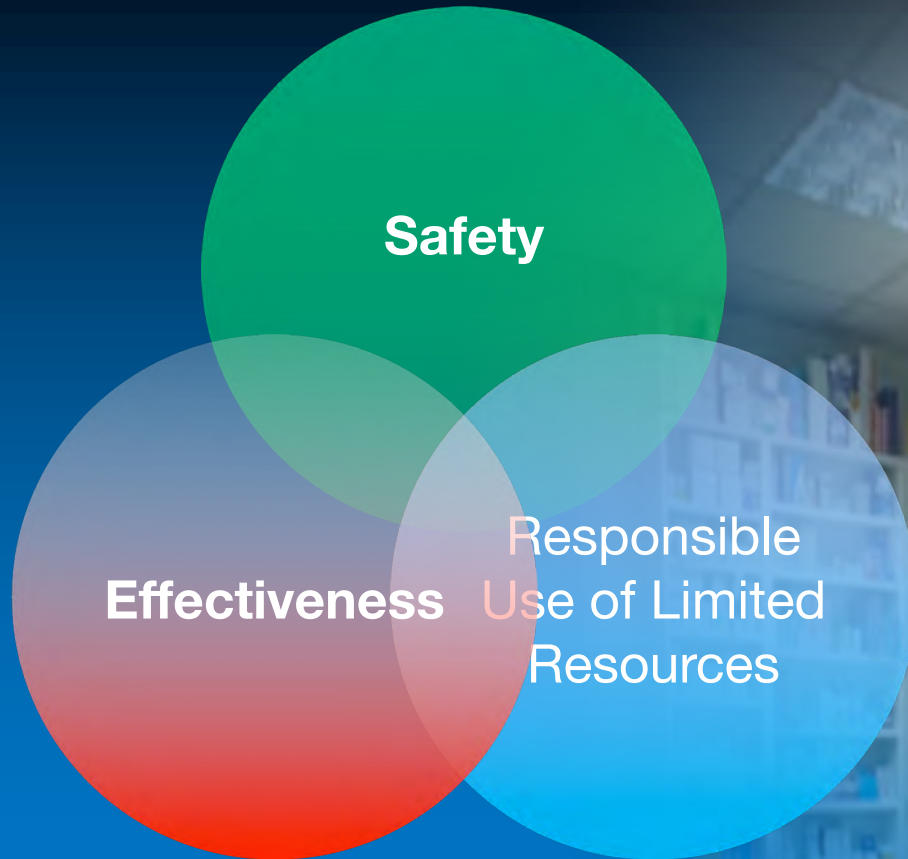 Safety
Effectiveness
Responsible
Use of Limited
Resources